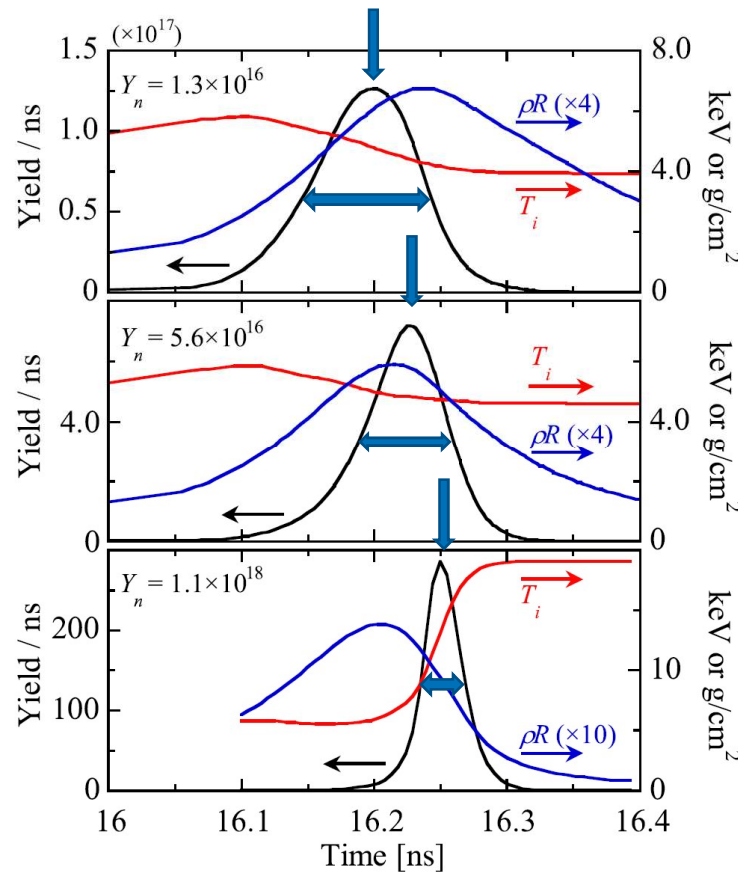 (×10¹⁷)
1.5
1.0
0.5
0
Yield / ns
Yₙ = 1.3×10¹⁶
ρR (×4)
Tᵢ
8.0
4.0
0
keV or g/cm²
4.0
0
Yield / ns
Yₙ = 5.6×10¹⁶
Tᵢ
ρR (×4)
4.0
0
keV or g/cm²
200
100
0
Yield / ns
Yₙ = 1.1×10¹⁸
Tᵢ
ρR (×10)
10
0
keV or g/cm²
16 16.1 16.2 16.3 16.4
Time [ns]